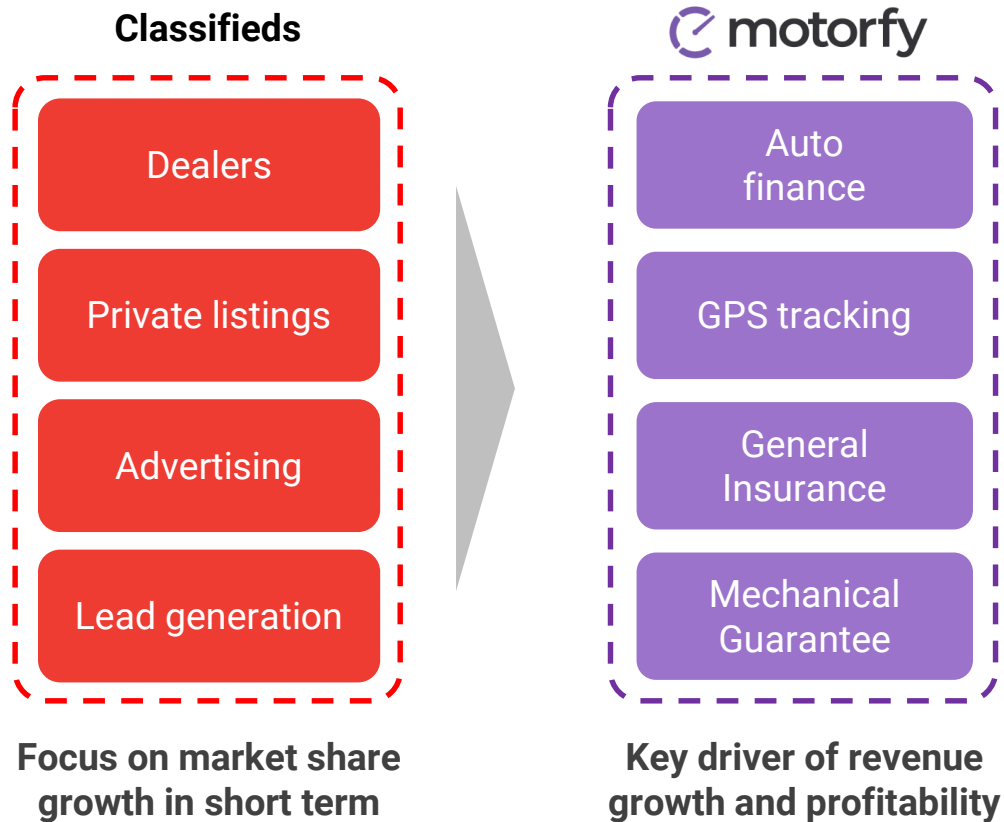 Classifieds
Dealers
Private listings
Advertising
Lead generation
Focus on market share
growth in short term
motorfy
Auto
finance
GPS tracking
General
Insurance
Mechanical
Guarantee
Key driver of revenue
growth and profitability